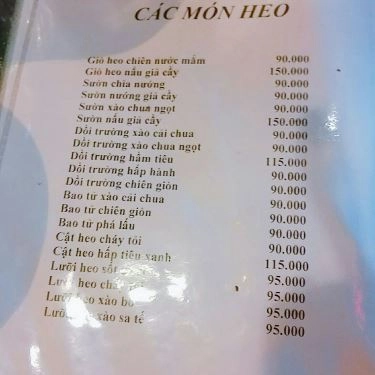 CÁC MÓN HEO
Giò heo chiên nước mắm 90.000
Giò heo nấu giả cầy 150.000
Sườn chìa nướng 90.000
Sườn nướng giả cầy 90.000
Sườn xào chua ngọt 90.000
Sườn nấu giả cầy 150.000
Dồi trường xào cải chua 90.000
Dồi trường xào chua ngọt 90.000
Dồi trường hầm tiêu 115.000
Dồi trường hấp hành 90.000
Dồi trường chiên giòn 90.000
Bao tử xào cải chua 90.000
Bao tử chiên giòn 90.000
Bao tử phá lấu 90.000
Cật heo cháy tỏi 90.000
Cật heo hấp tiêu xanh 115.000
Lưỡi heo sốt 95.000
Lưỡi heo cháy 95.000
Lưỡi heo xào bơ 95.000
xào sa tế 95.000